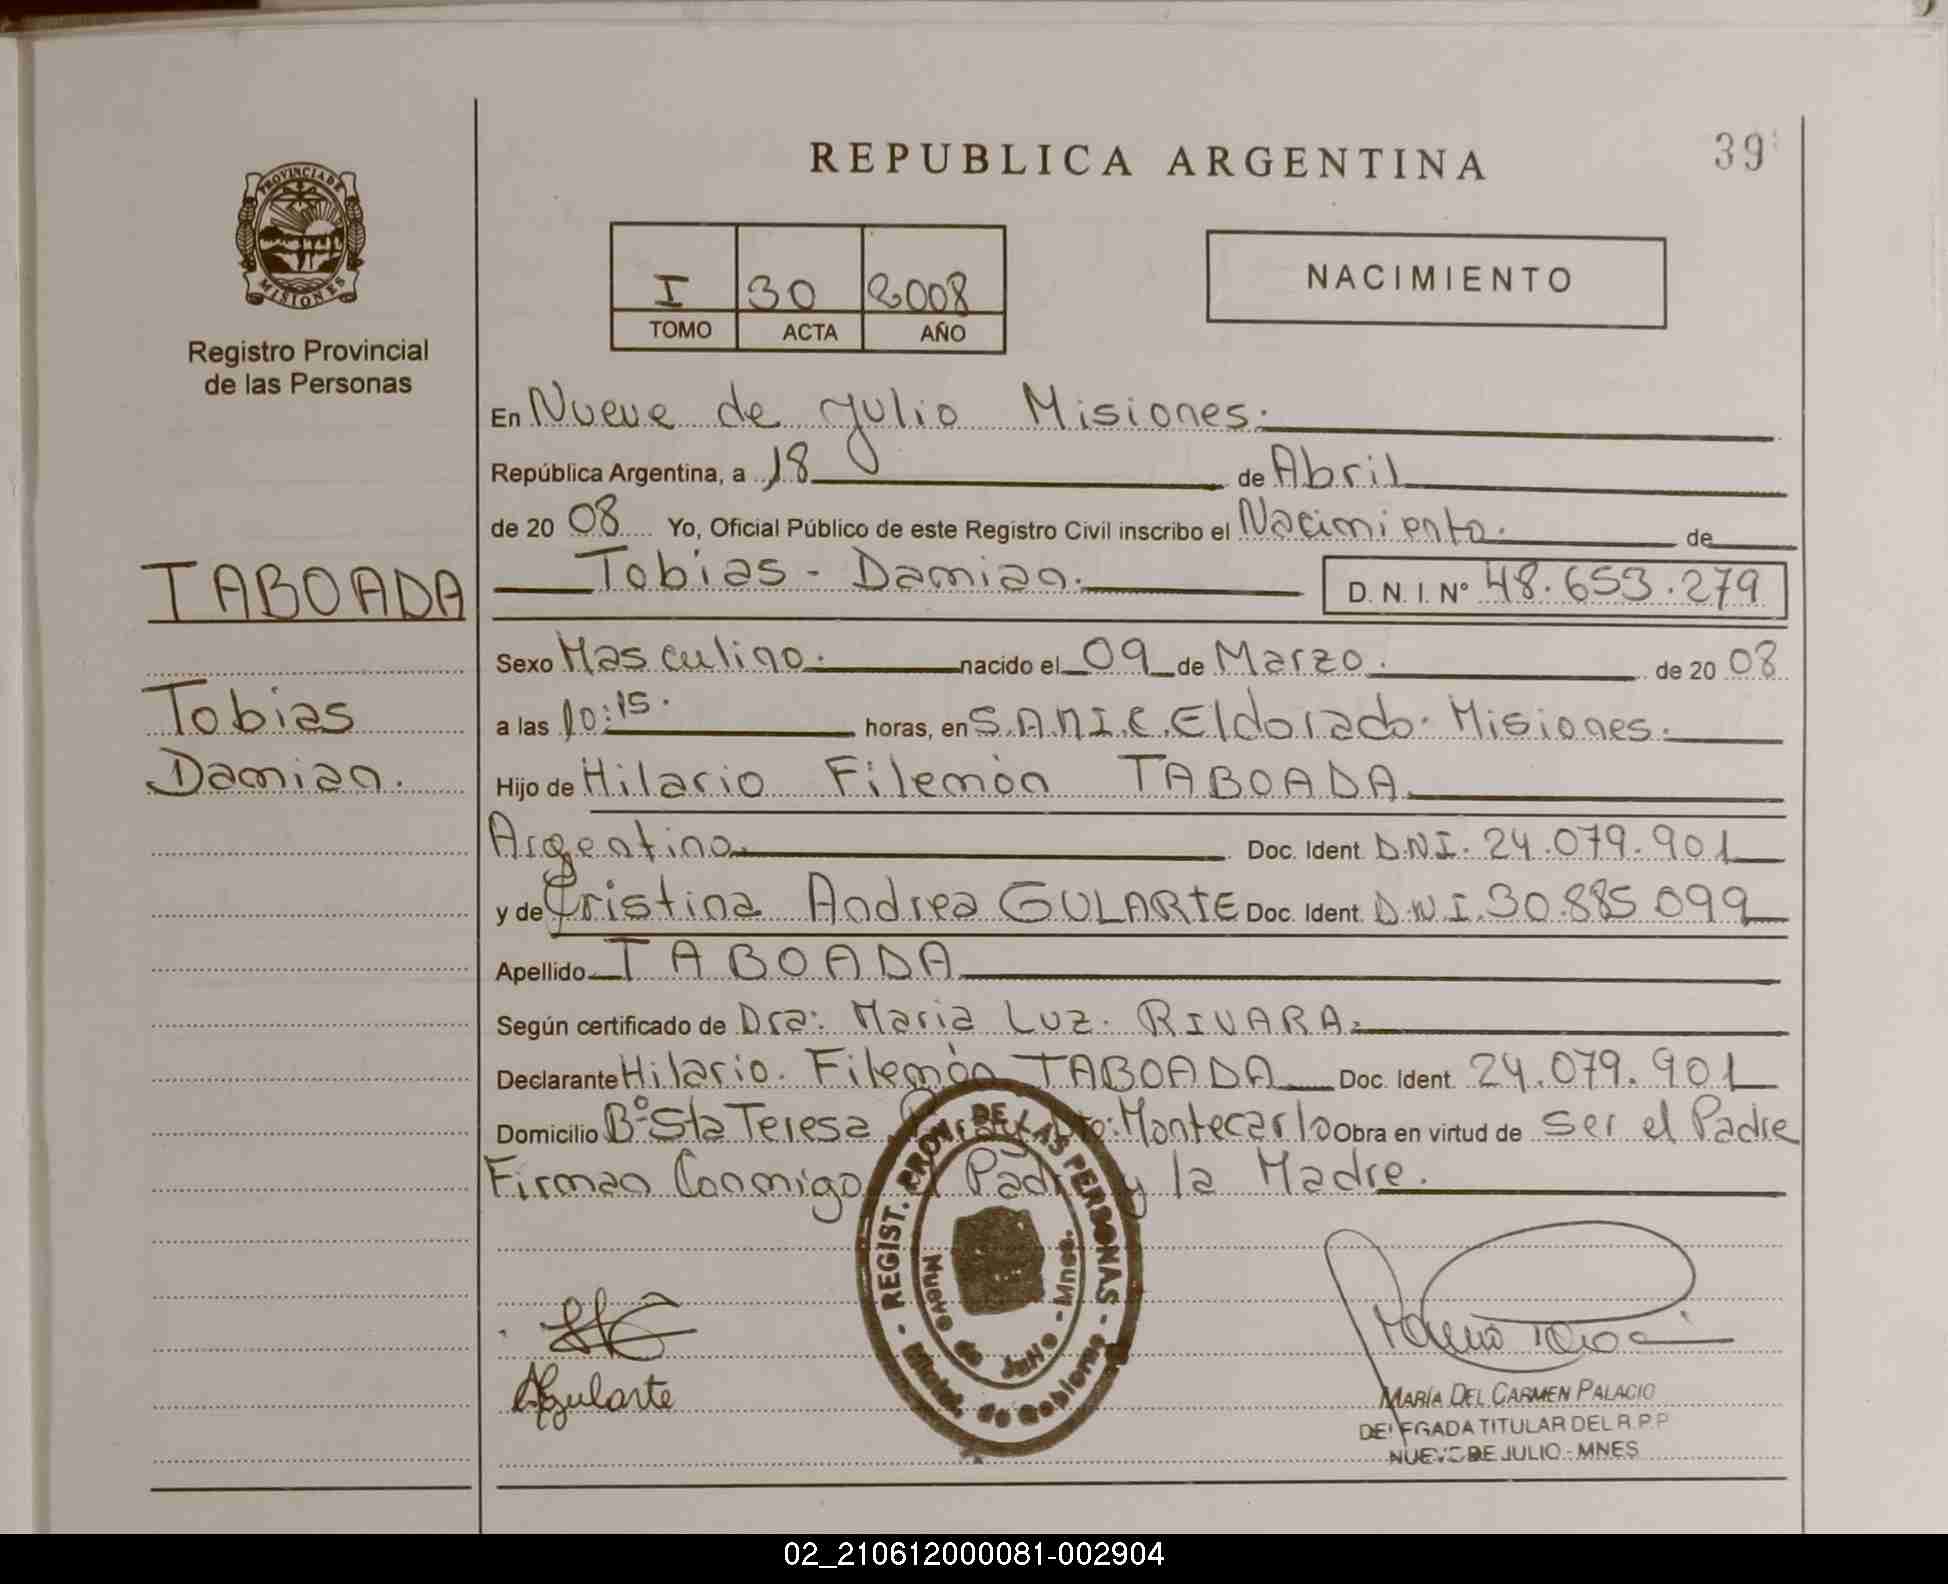 REPUBLICA ARGENTINA
39
PROVINCIA DE
MISIONES
Registro Provincial
de las Personas
I 30 2008
TOMO ACTA AÑO
NACIMIENTO
En Nueve de Julio Misiones.
República Argentina, a 18 de Abril
de 20 08 Yo, Oficial Público de este Registro Civil inscribo el Nacimiento. de
Tobias - Damian. D. N. I. Nº 48.653.279
TABOADA
Tobias
Damian.
Sexo Masculino. nacido el 09 de Marzo. de 20 08
a las 10:15. horas, en S.A.M.I.C. Eldorado. Misiones.
Hijo de Hilario Filemón TABOADA
Argentino. Doc. Ident. D.N.I. 24.079.901
y de Cristina Andrea GULARTE Doc. Ident. D.N.I. 30.885.099
Apellido TABOADA
Según certificado de Dra: Maria Luz. RIVARA.
Declarante Hilario. Filemón TABOADA Doc. Ident. 24.079.901
Domicilio Bº Sta Teresa Dto: Montecarlo Obra en virtud de ser el Padre
Firman Conmigo el Padre y la Madre.
REGIST. PROV. DE LAS PERSONAS - Minist. de Gobierno -
Nueve de Julio - Mnes.
AGularte
MARÍA DEL CARMEN PALACIO
DELEGADA TITULAR DEL R.P.P
NUEVE DE JULIO - MNES
02_210612000081-002904